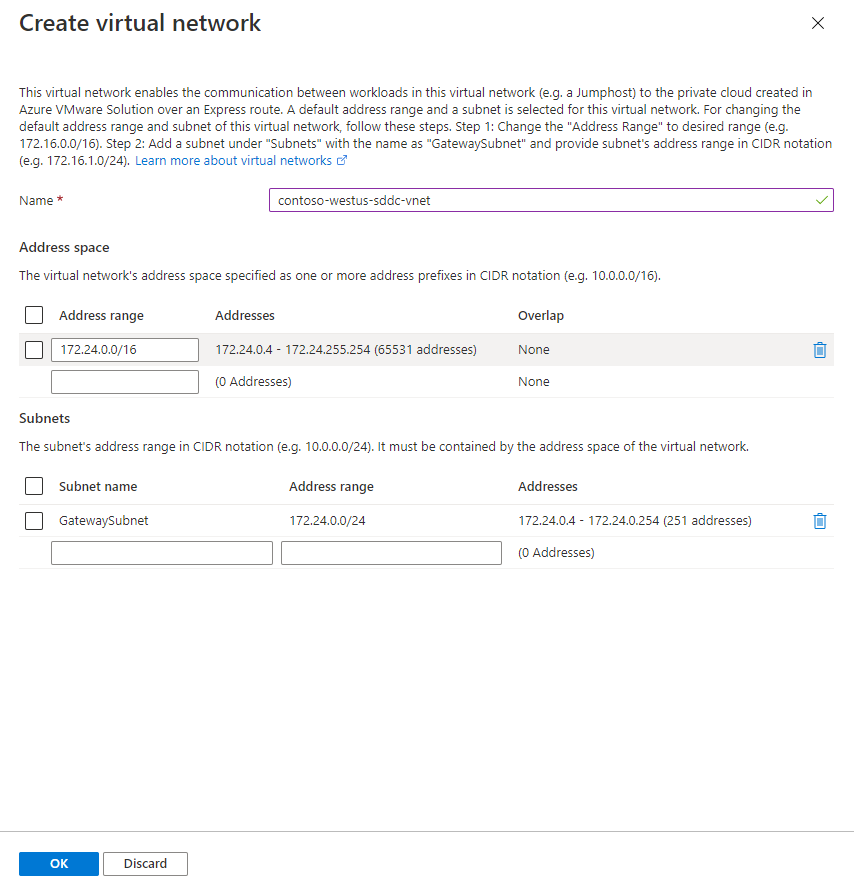 Create virtual network
This virtual network enables the communication between workloads in this virtual network (e.g. a Jumphost) to the private cloud created in
Azure VMware Solution over an Express route. A default address range and a subnet is selected for this virtual network. For changing the
default address range and subnet of this virtual network, follow these steps. Step 1: Change the "Address Range" to desired range (e.g.
172.16.0.0/16). Step 2: Add a subnet under "Subnets" with the name as "GatewaySubnet" and provide subnet's address range in CIDR notation
(e.g. 172.16.1.0/24). Learn more about virtual networks
Name * contoso-westus-sddc-vnet
Address space
The virtual network's address space specified as one or more address prefixes in CIDR notation (e.g. 10.0.0.0/16).
Address range Addresses Overlap
172.24.0.0/16 172.24.0.4 - 172.24.255.254 (65531 addresses) None
(0 Addresses) None
Subnets
The subnet's address range in CIDR notation (e.g. 10.0.0.0/24). It must be contained by the address space of the virtual network.
Subnet name Address range Addresses
GatewaySubnet 172.24.0.0/24 172.24.0.4 - 172.24.0.254 (251 addresses)
(0 Addresses)
OK Discard